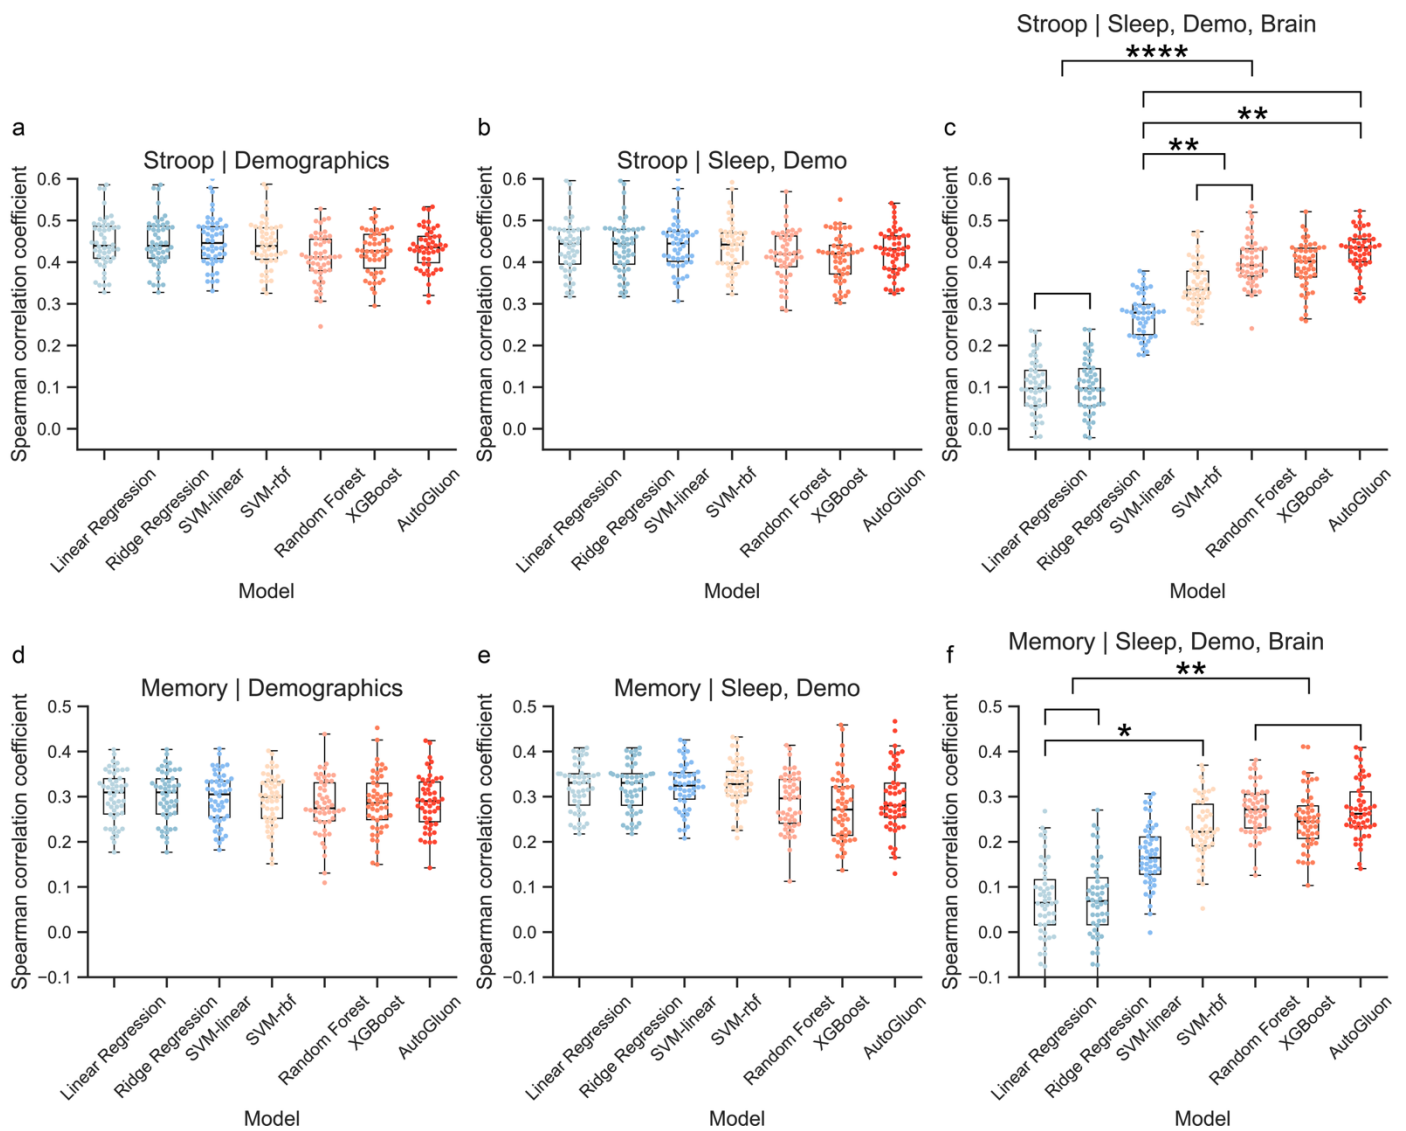 Stroop | Sleep, Demo, Brain
****
**
**
a
Stroop | Demographics
Spearman correlation coefficient
0.6
0.5
0.4
0.3
0.2
0.1
0.0
Linear Regression
Ridge Regression
SVM-linear
SVM-rbf
Random Forest
XGBoost
AutoGluon
Model
b
Stroop | Sleep, Demo
Spearman correlation coefficient
0.6
0.5
0.4
0.3
0.2
0.1
0.0
Linear Regression
Ridge Regression
SVM-linear
SVM-rbf
Random Forest
XGBoost
AutoGluon
Model
c
Spearman correlation coefficient
0.6
0.5
0.4
0.3
0.2
0.1
0.0
Linear Regression
Ridge Regression
SVM-linear
SVM-rbf
Random Forest
XGBoost
AutoGluon
Model
d
Memory | Demographics
Spearman correlation coefficient
0.5
0.4
0.3
0.2
0.1
0.0
−0.1
Linear Regression
Ridge Regression
SVM-linear
SVM-rbf
Random Forest
XGBoost
AutoGluon
Model
e
Memory | Sleep, Demo
Spearman correlation coefficient
0.5
0.4
0.3
0.2
0.1
0.0
−0.1
Linear Regression
Ridge Regression
SVM-linear
SVM-rbf
Random Forest
XGBoost
AutoGluon
Model
f
Memory | Sleep, Demo, Brain
**
*
Spearman correlation coefficient
0.5
0.4
0.3
0.2
0.1
0.0
−0.1
Linear Regression
Ridge Regression
SVM-linear
SVM-rbf
Random Forest
XGBoost
AutoGluon
Model